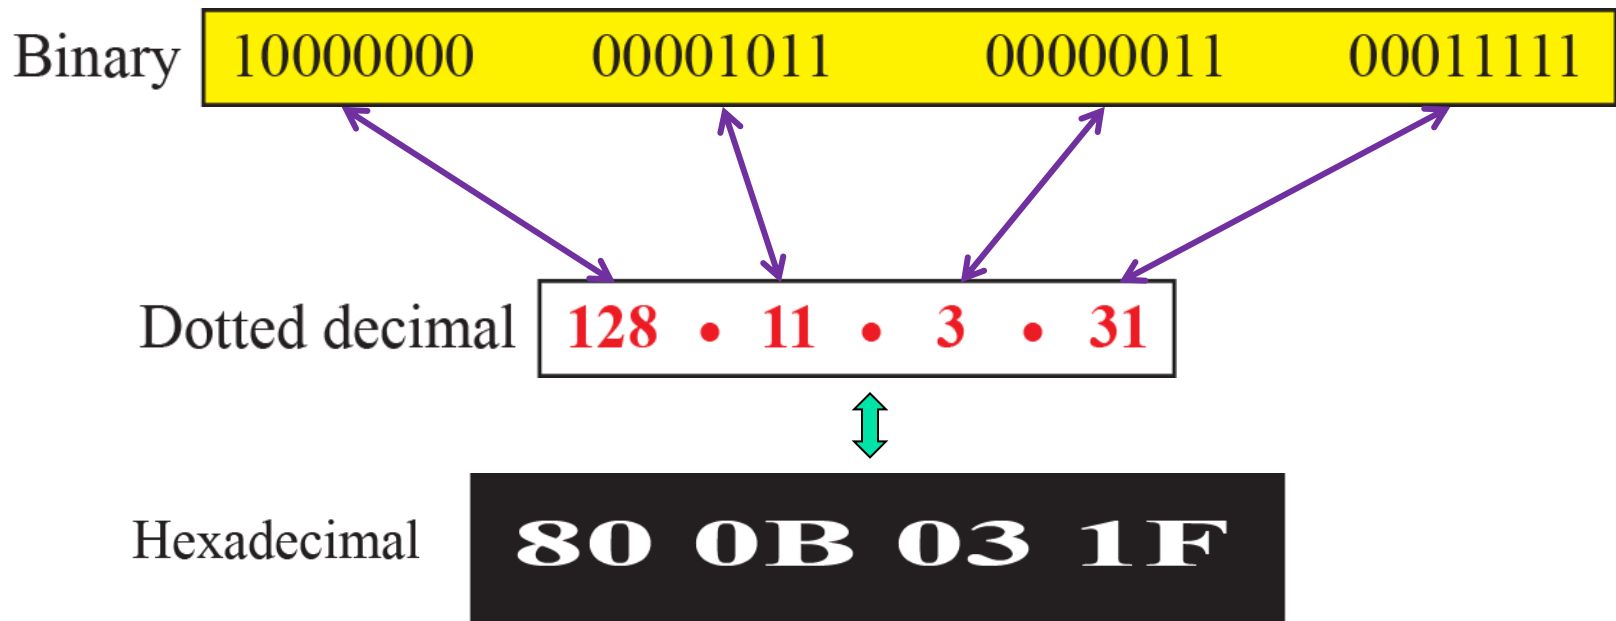 Binary 10000000 00001011 00000011 00011111
Dotted decimal 128 • 11 • 3 • 31
Hexadecimal 80 0B 03 1F